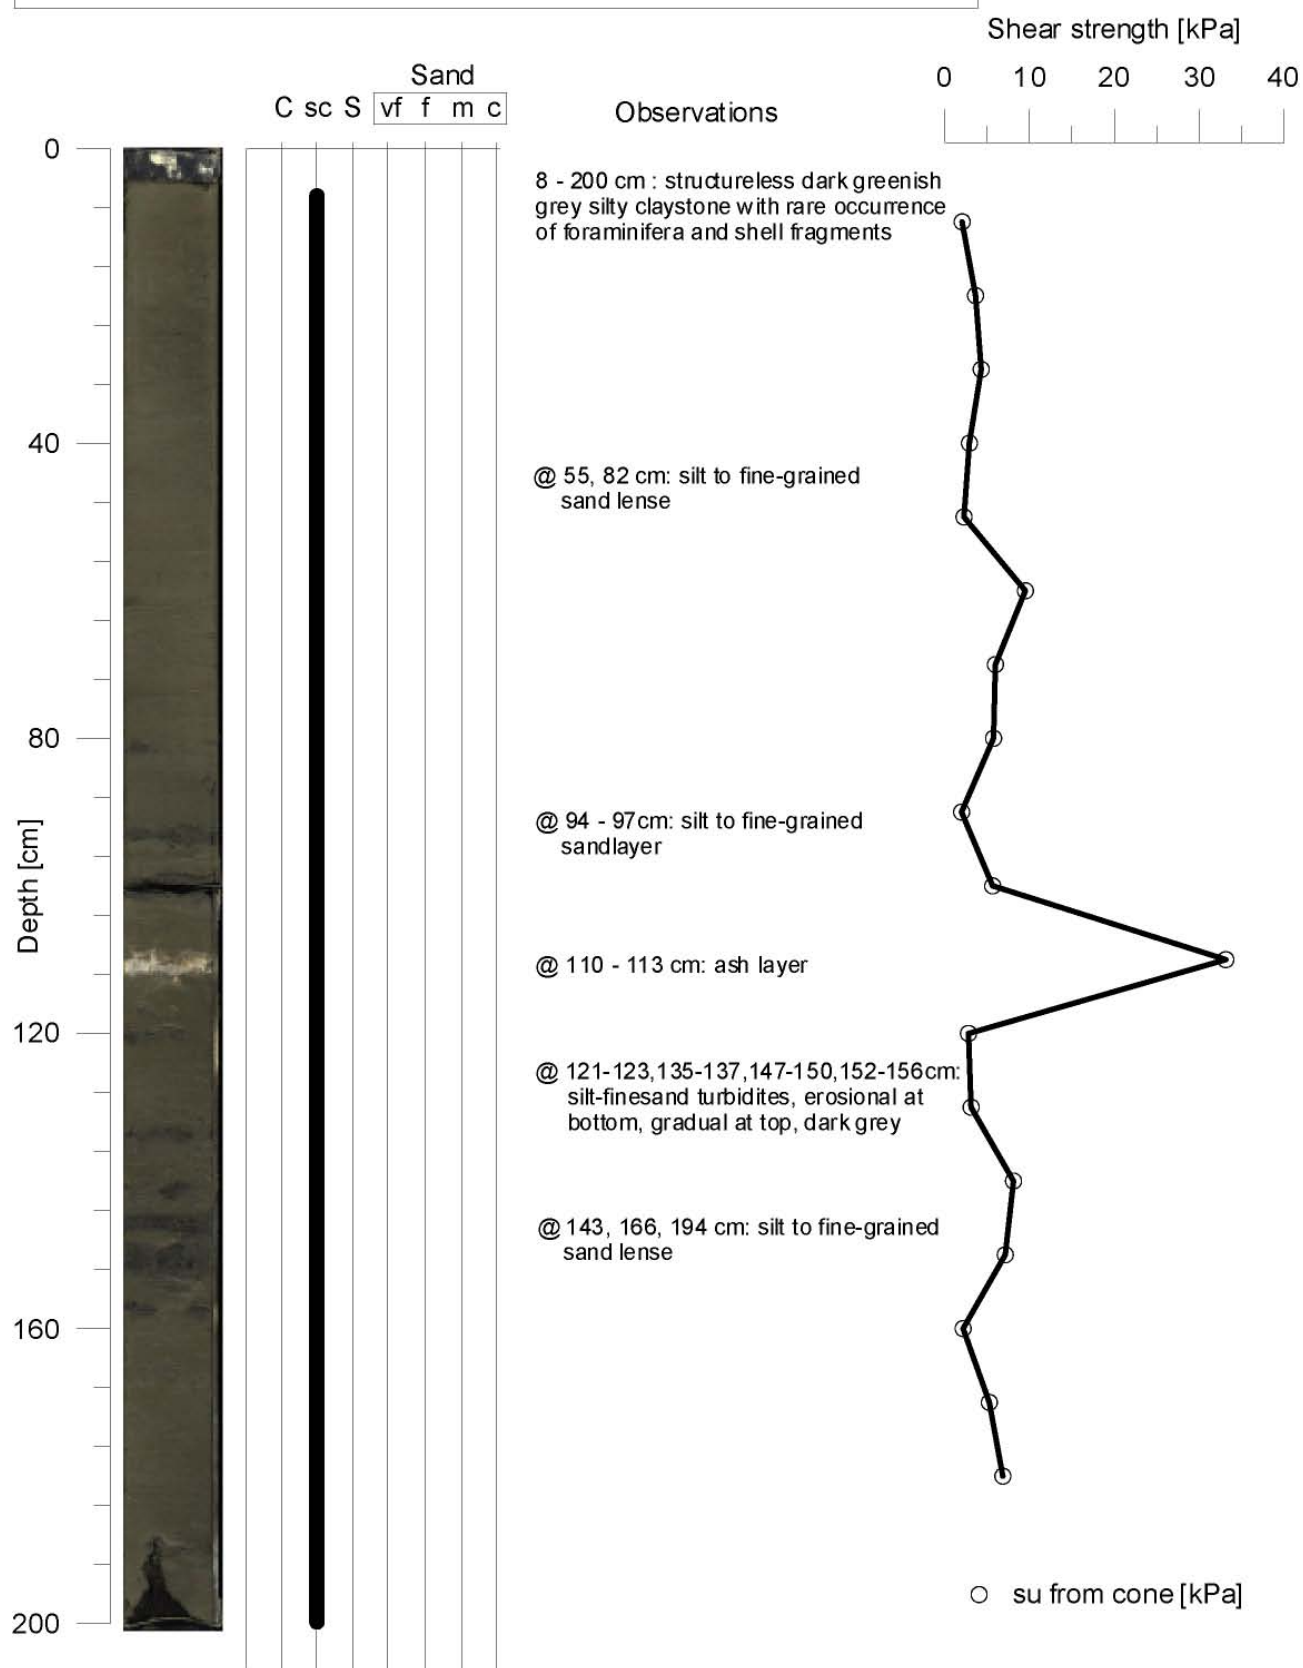 Shear strength [kPa]
0 10 20 30 40
Sand
C sc S vf f m c
Observations
0
8 - 200 cm : structureless dark greenish
grey silty claystone with rare occurrence
of foraminifera and shell fragments
40
@ 55, 82 cm: silt to fine-grained
sand lense
80
@ 94 - 97cm: silt to fine-grained
sandlayer
Depth [cm]
@ 110 - 113 cm: ash layer
120
@ 121-123,135-137,147-150,152-156cm:
silt-finesand turbidites, erosional at
bottom, gradual at top, dark grey
@ 143, 166, 194 cm: silt to fine-grained
sand lense
160
su from cone [kPa]
200